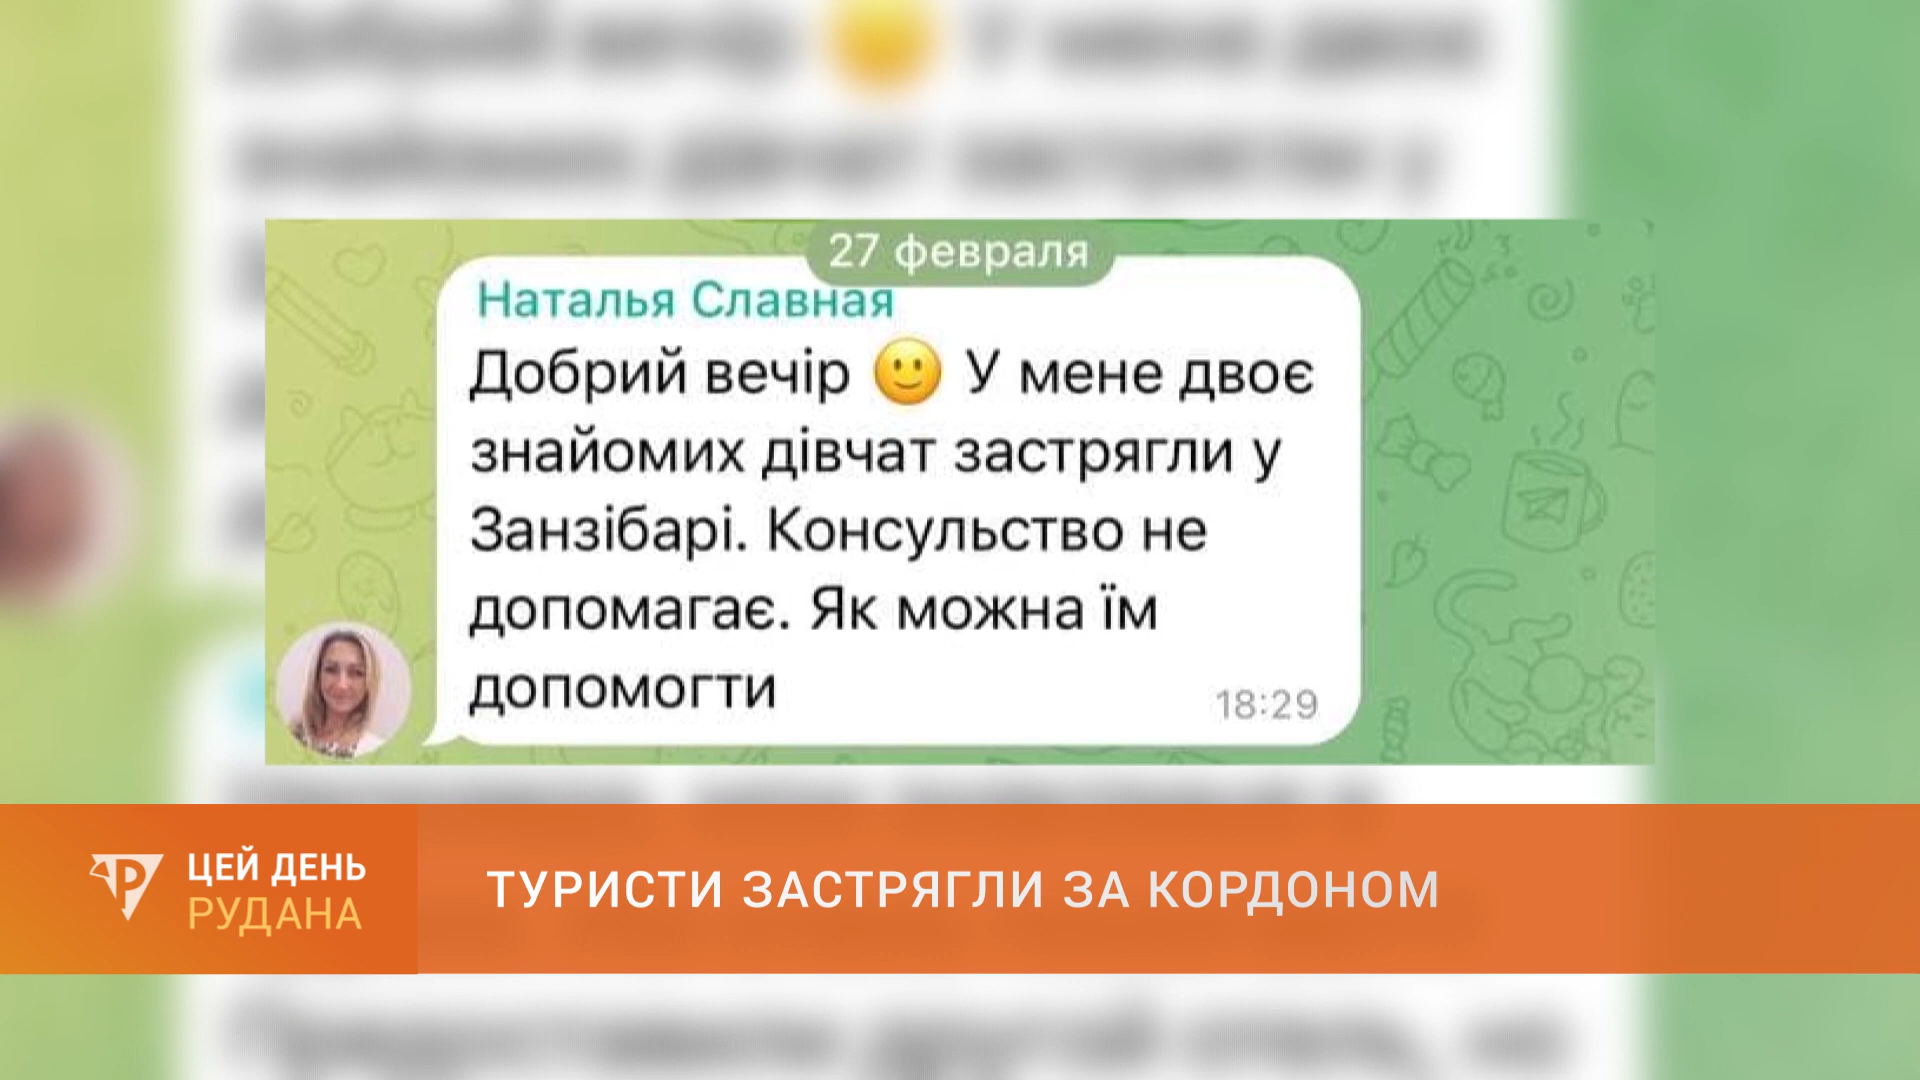 27 февраля
Наталья Славная
Добрий вечір 🙂 У мене двоє
знайомих дівчат застрягли у
Занзібарі. Консульство не
допомагає. Як можна їм
допомогти
18:29
ЦЕЙ ДЕНЬ
РУДАНА
ТУРИСТИ ЗАСТРЯГЛИ ЗА КОРДОНОМ